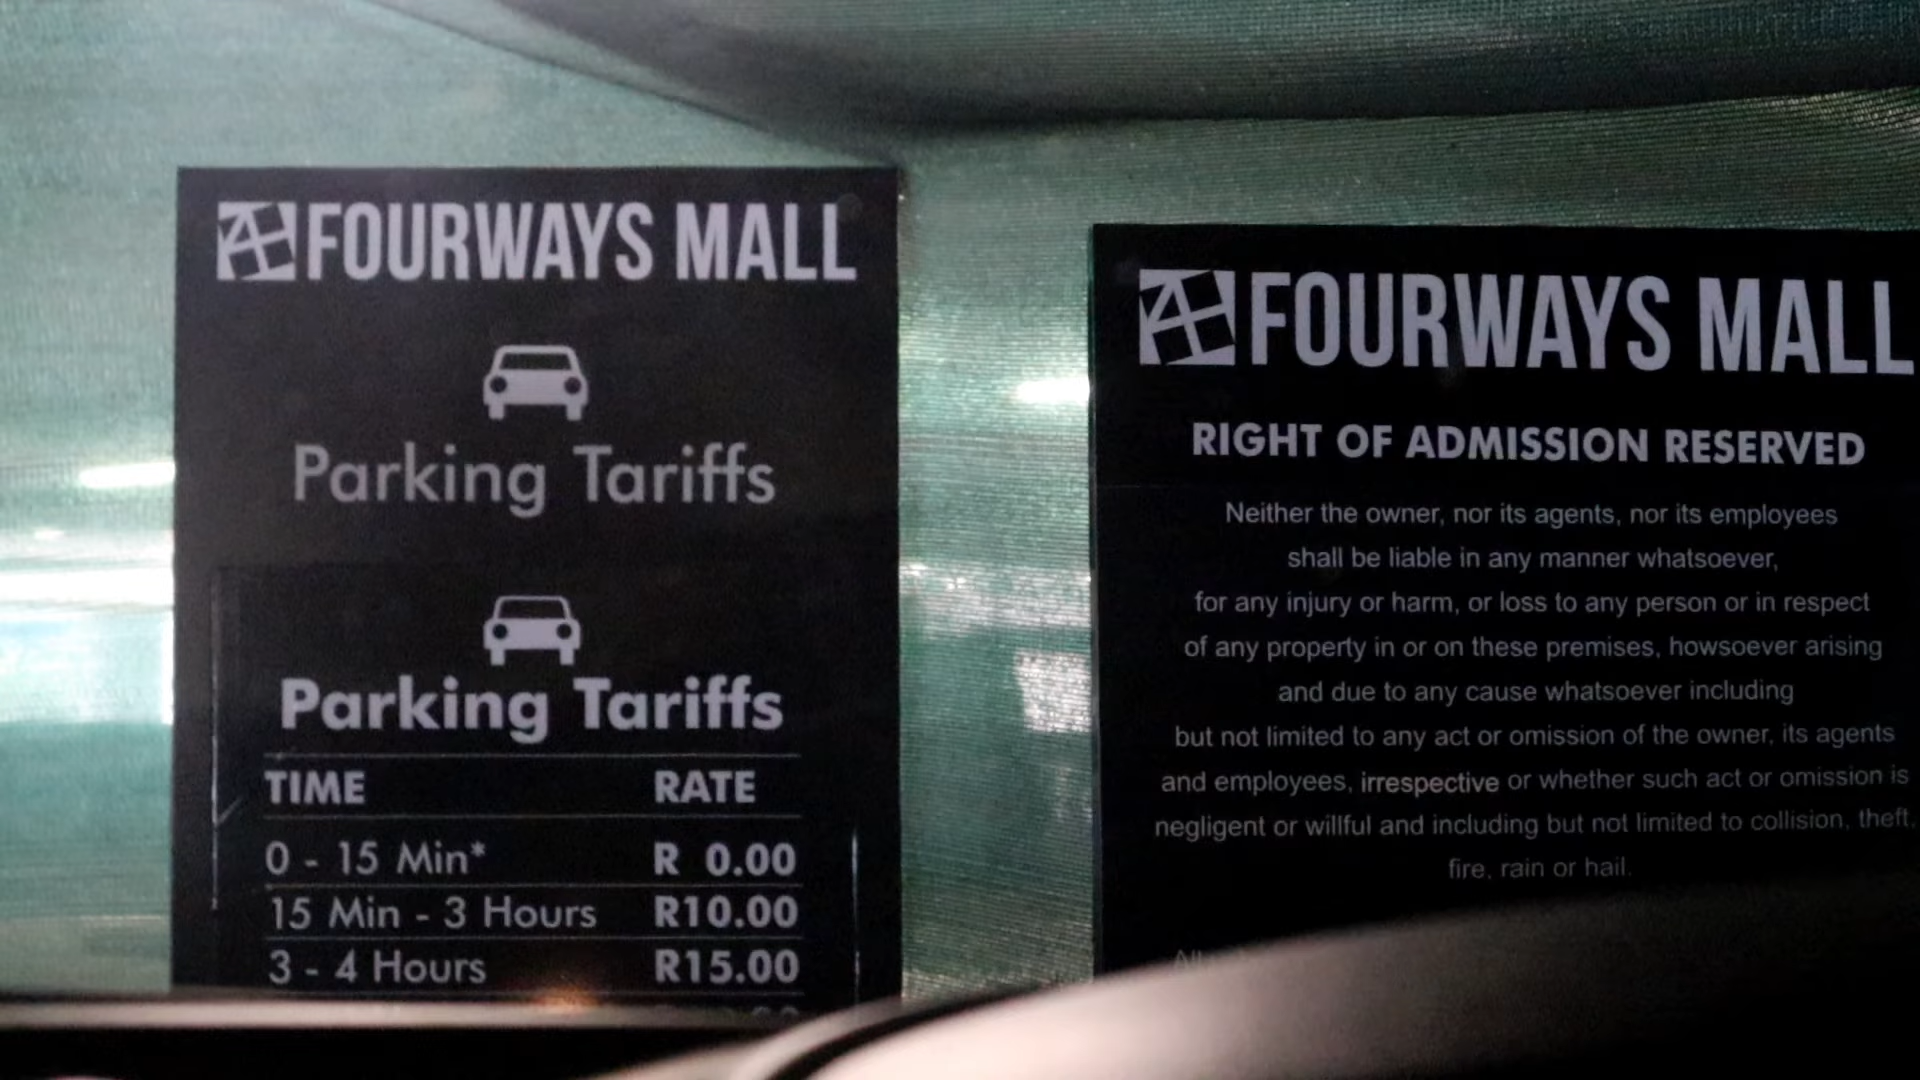 FOURWAYS MALL
Parking Tariffs
Parking Tariffs
TIME RATE
0 - 15 Min* R 0.00
15 Min - 3 Hours R10.00
3 - 4 Hours R15.00
FOURWAYS MALL
RIGHT OF ADMISSION RESERVED
Neither the owner, nor its agents, nor its employees
shall be liable in any manner whatsoever,
for any injury or harm, or loss to any person or in respect
of any property in or on these premises, howsoever arising
and due to any cause whatsoever including
but not limited to any act or omission of the owner, its agents
and employees, irrespective or whether such act or omission is
negligent or willful and including but not limited to collision, theft,
fire, rain or hail.